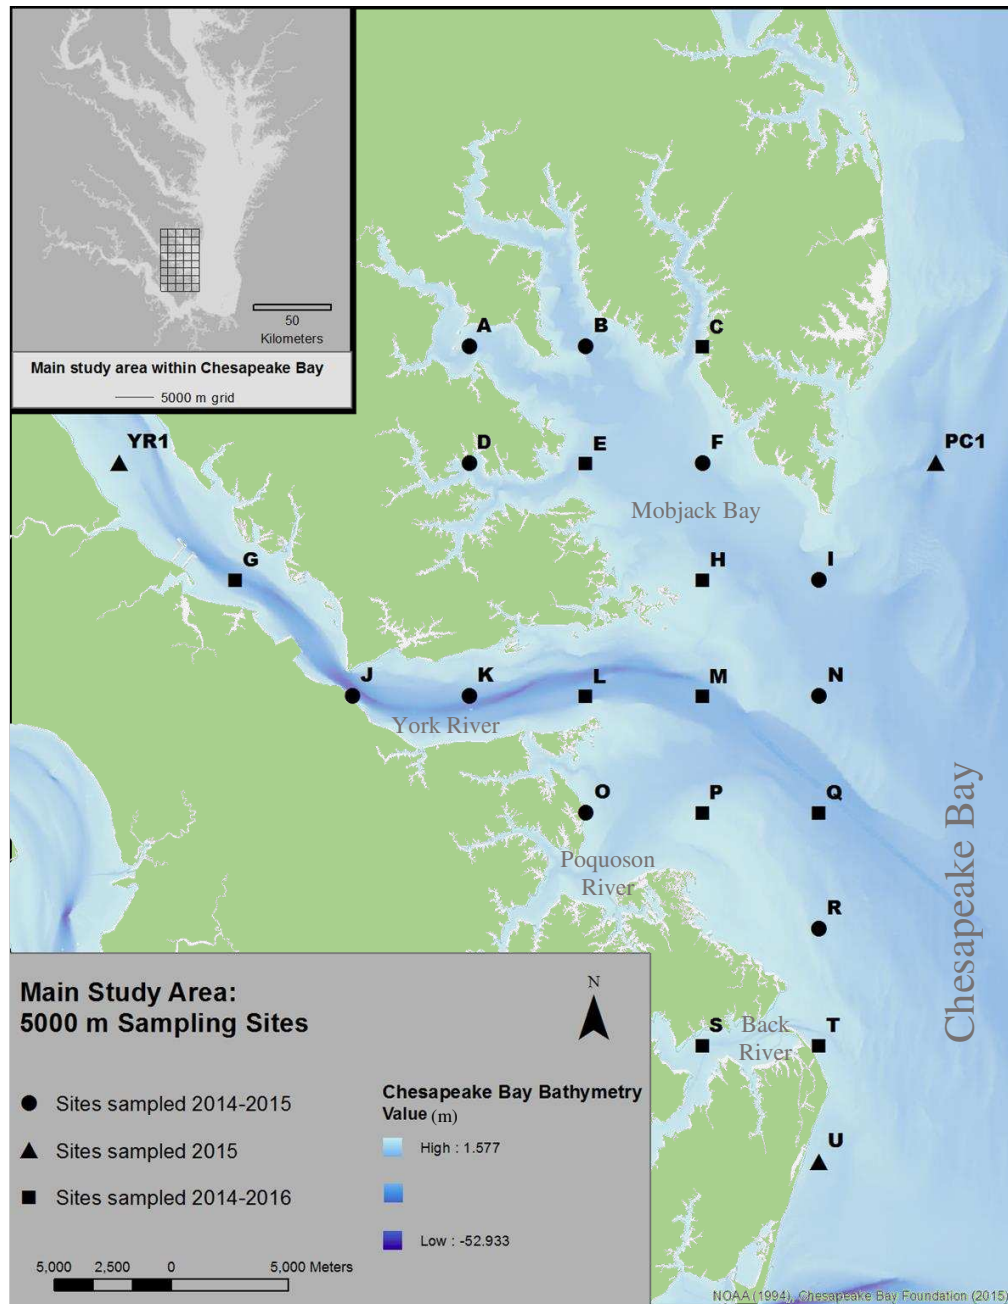 50
Kilometers
Main study area within Chesapeake Bay
5000 m grid
A
B
C
YR1
D
E
F
PC1
Mobjack Bay
G
H
I
J
K
L
M
N
York River
O
P
Q
Poquoson
River
Chesapeake Bay
R
Main Study Area:
5000 m Sampling Sites
N
S
Back
River
T
Sites sampled 2014-2015
Sites sampled 2015
Sites sampled 2014-2016
Chesapeake Bay Bathymetry
Value (m)
High : 1.577
Low : -52.933
U
5,000 2,500 0 5,000 Meters
NOAA (1994), Chesapeake Bay Foundation (2015)